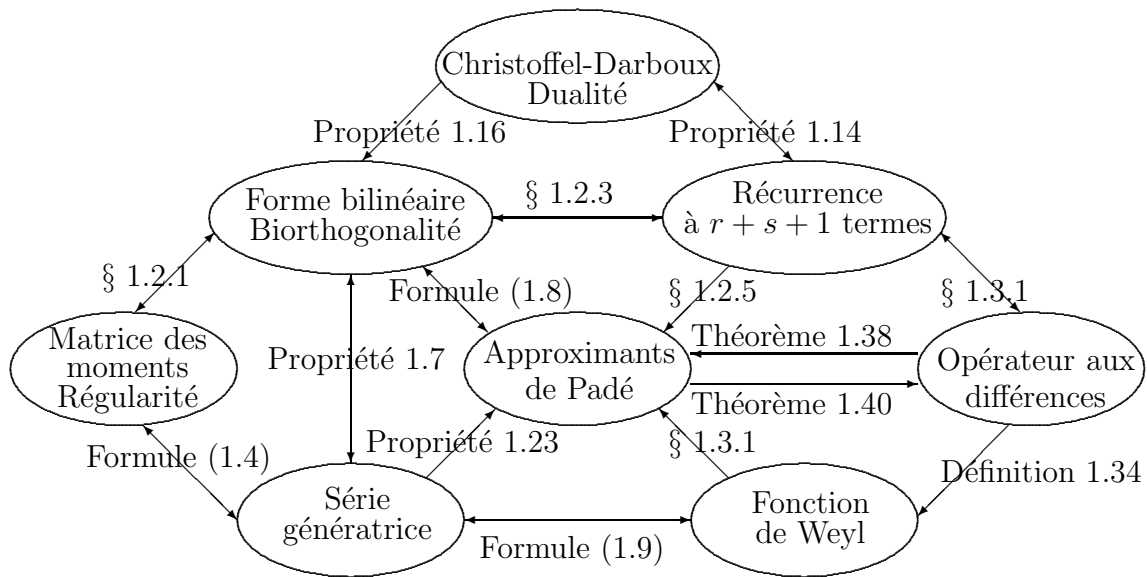 Christoffel-Darboux
Dualité
Propriété 1.16
Propriété 1.14
Forme bilinéaire
Biorthogonalité
§ 1.2.3
Récurrence
à r + s + 1 termes
§ 1.2.1
Formule (1.8)
§ 1.2.5
§ 1.3.1
Matrice des
moments
Régularité
Propriété 1.7
Approximants
de Padé
Théorème 1.38
Théorème 1.40
Opérateur aux
différences
Formule (1.4)
Propriété 1.23
§ 1.3.1
Définition 1.34
Série
génératrice
Formule (1.9)
Fonction
de Weyl